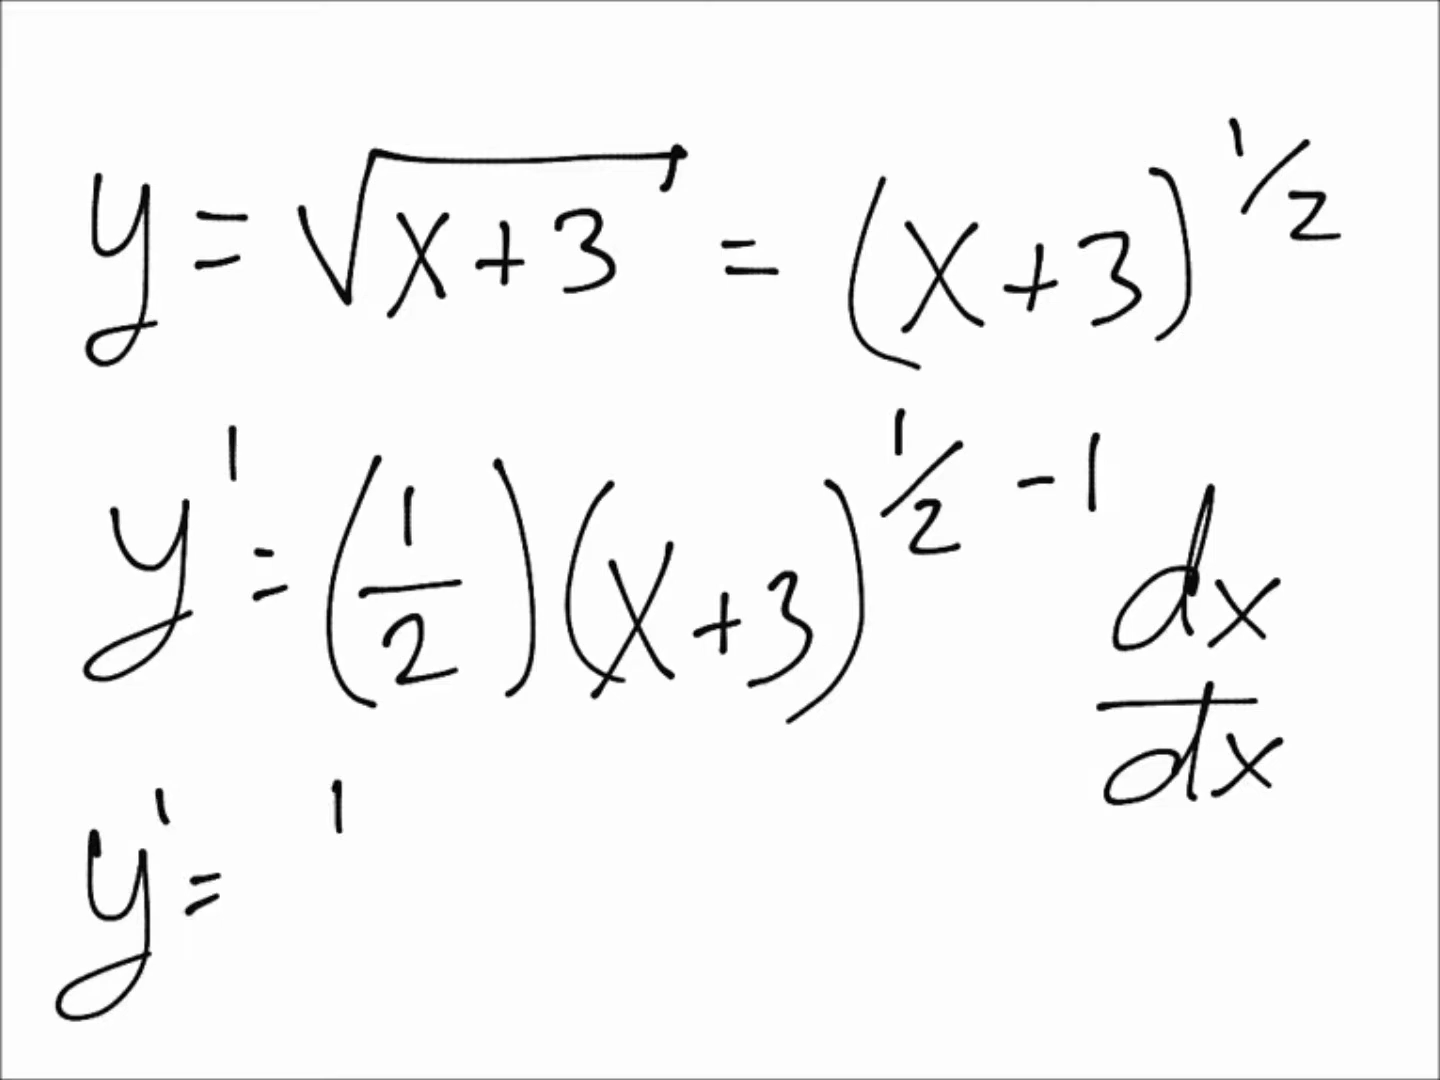 y = √(x+3) = (x+3)^1/2
y' = (1/2)(x+3)^1/2 - 1 dx/dx
y' = 1